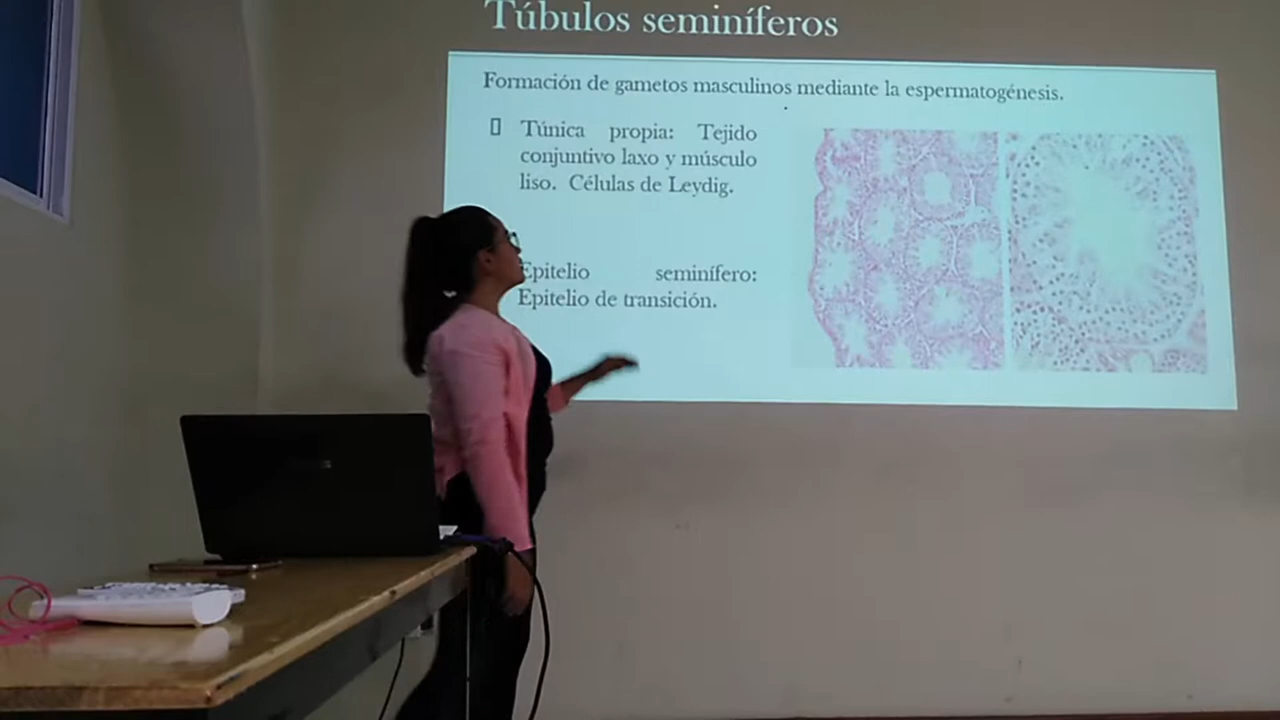 Túbulos seminíferos
Formación de gametos masculinos mediante la espermatogénesis.
Túnica propia: Tejido
conjuntivo laxo y músculo
liso. Células de Leydig.
Epitelio seminífero:
Epitelio de transición.